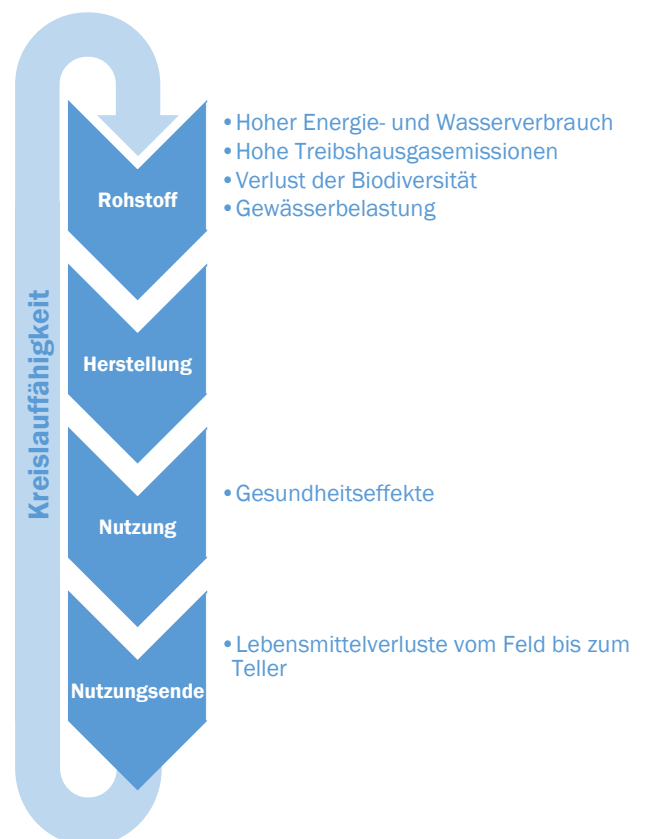 Kreislauffähigkeit
Rohstoff
• Hoher Energie- und Wasserverbrauch
• Hohe Treibshausgasemissionen
• Verlust der Biodiversität
• Gewässerbelastung
Herstellung
Nutzung
• Gesundheitseffekte
Nutzungsende
• Lebensmittelverluste vom Feld bis zum
Teller